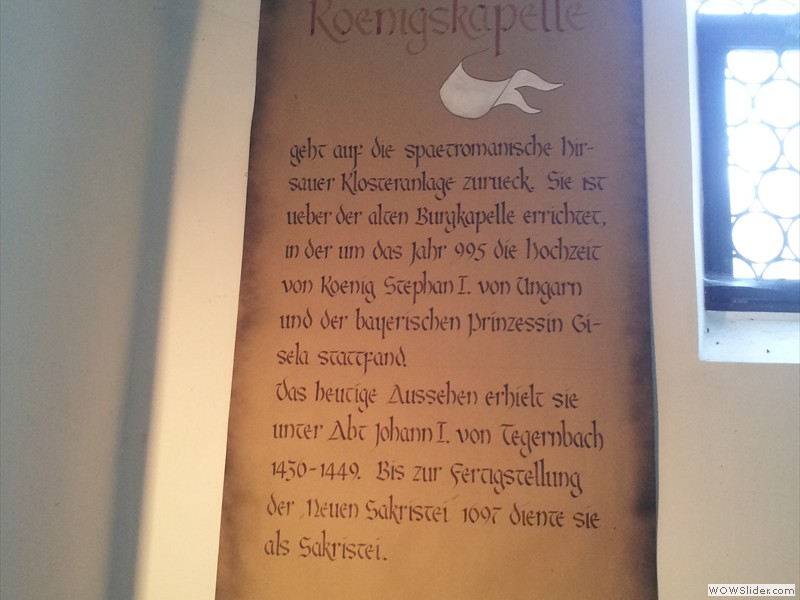 Koenigskapelle
geht auf die spaetromanische Hir-
sauer Klosteranlage zurueck. Sie ist
ueber der alten Burgkapelle errichtet,
in der um das Jahr 995 die Hochzeit
von Koenig Stephan I. von Ungarn
und der bayerischen Prinzessin Gi-
sela stattfand.
Das heutige Aussehen erhielt sie
unter Abt Johann I. von Tegernbach
1436-1449. Bis zur Fertigstellung
der Neuen Sakristei 1697 diente sie
als Sakristei.
WOWSlider.com